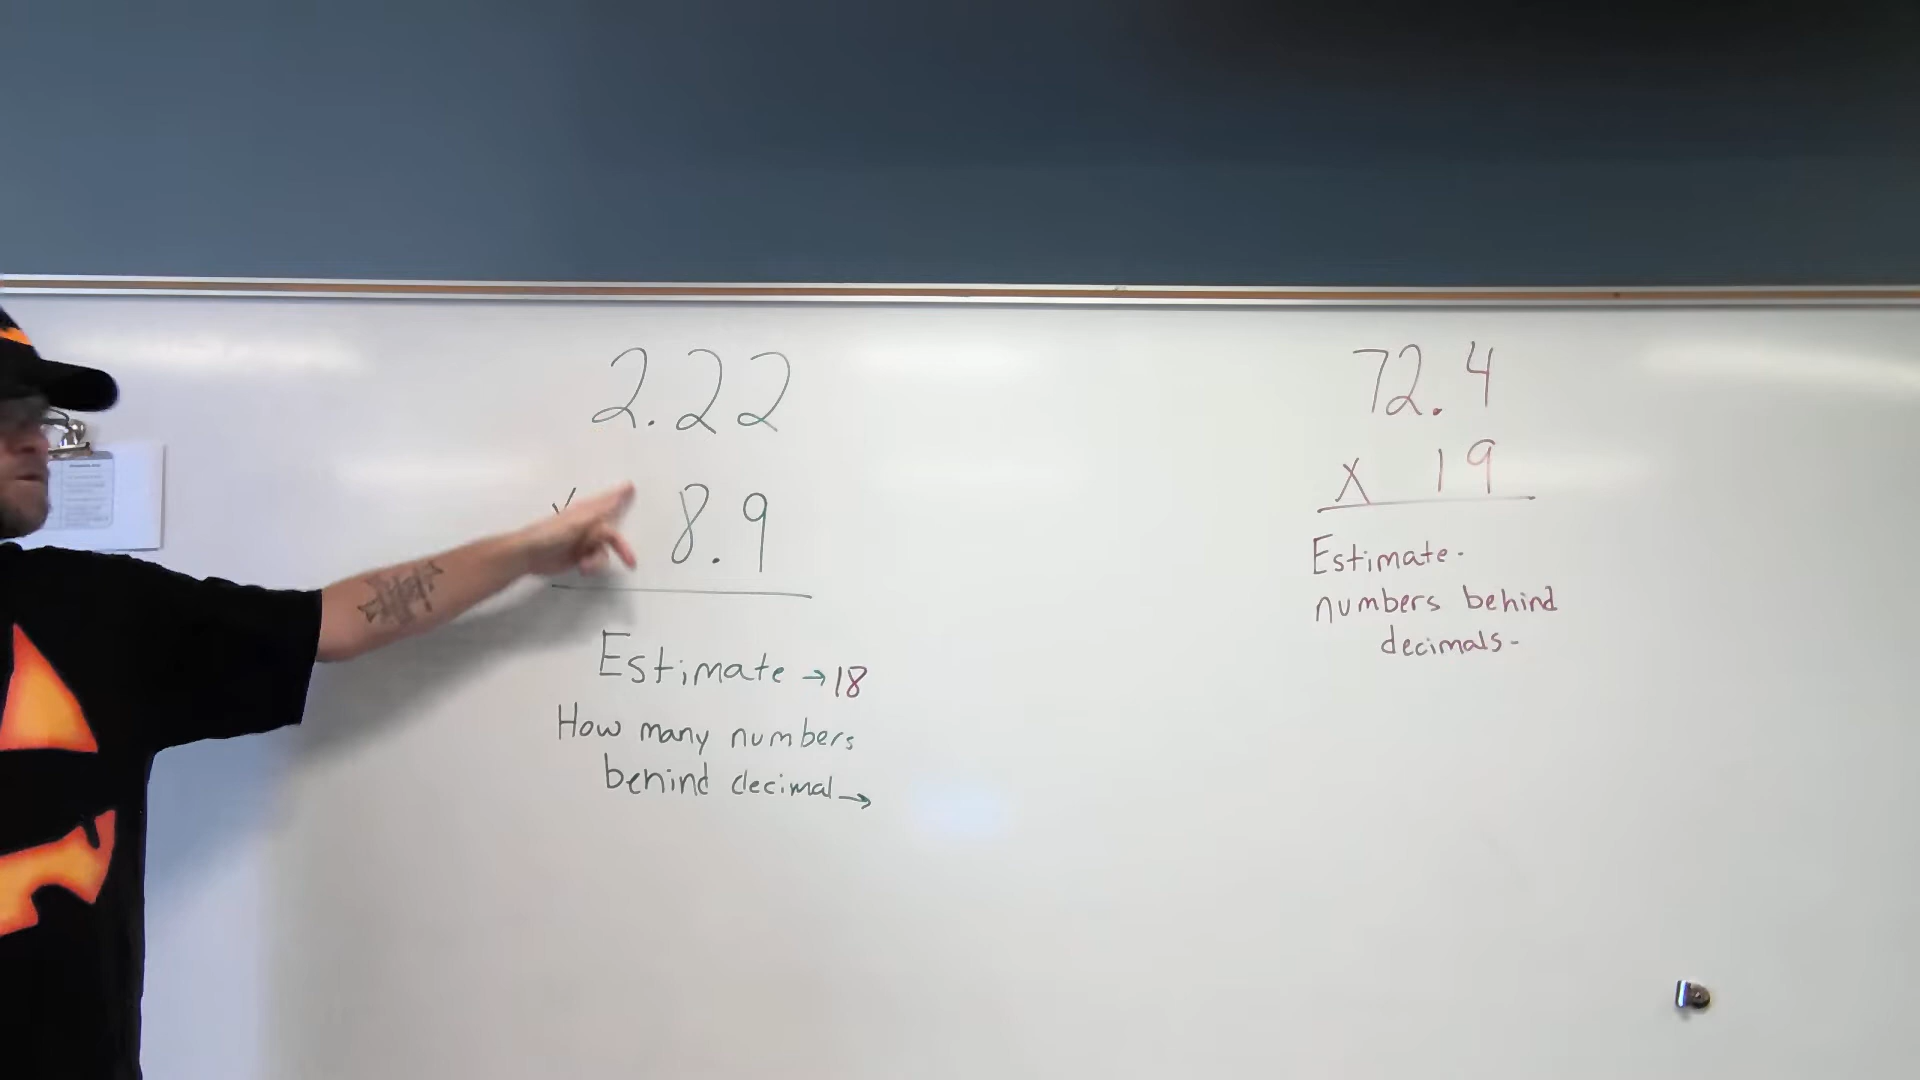 2.22
8.9
Estimate →18
How many numbers
behind decimal→
72.4
x 19
Estimate-
numbers behind
decimals-